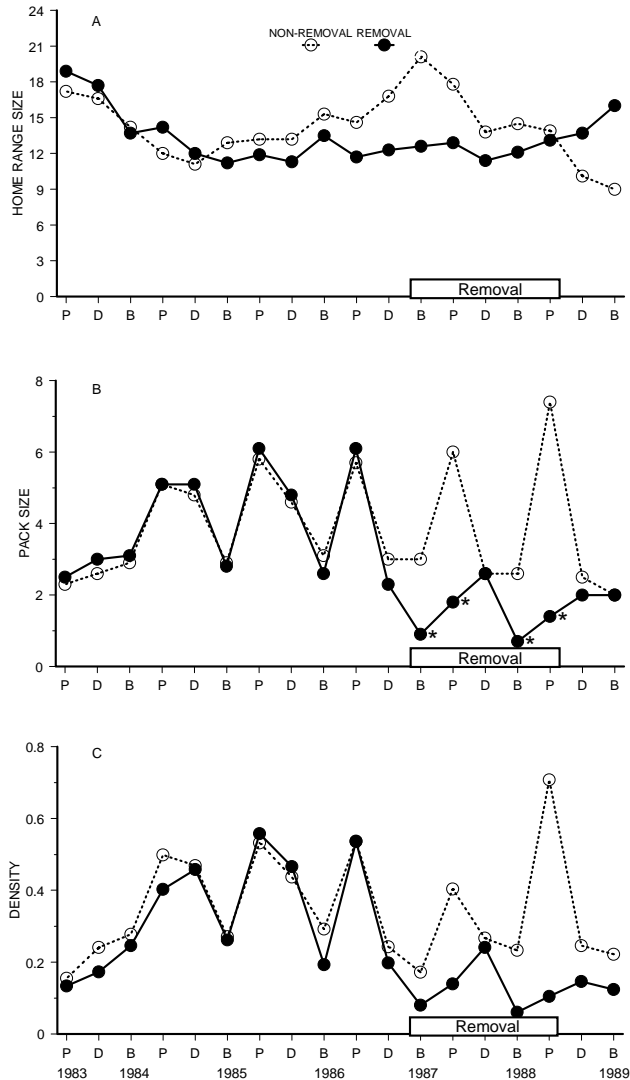 24
A
NON-REMOVAL REMOVAL
21
18
15
12
9
6
3
0
HOME RANGE SIZE
Removal
P D B P D B P D B P D B P D B P D B
8
B
6
4
2
0
PACK SIZE
* * * *
Removal
P D B P D B P D B P D B P D B P D B
0.8
C
0.6
0.4
0.2
0
DENSITY
Removal
P D B P D B P D B P D B P D B P D B
1983 1984 1985 1986 1987 1988 1989